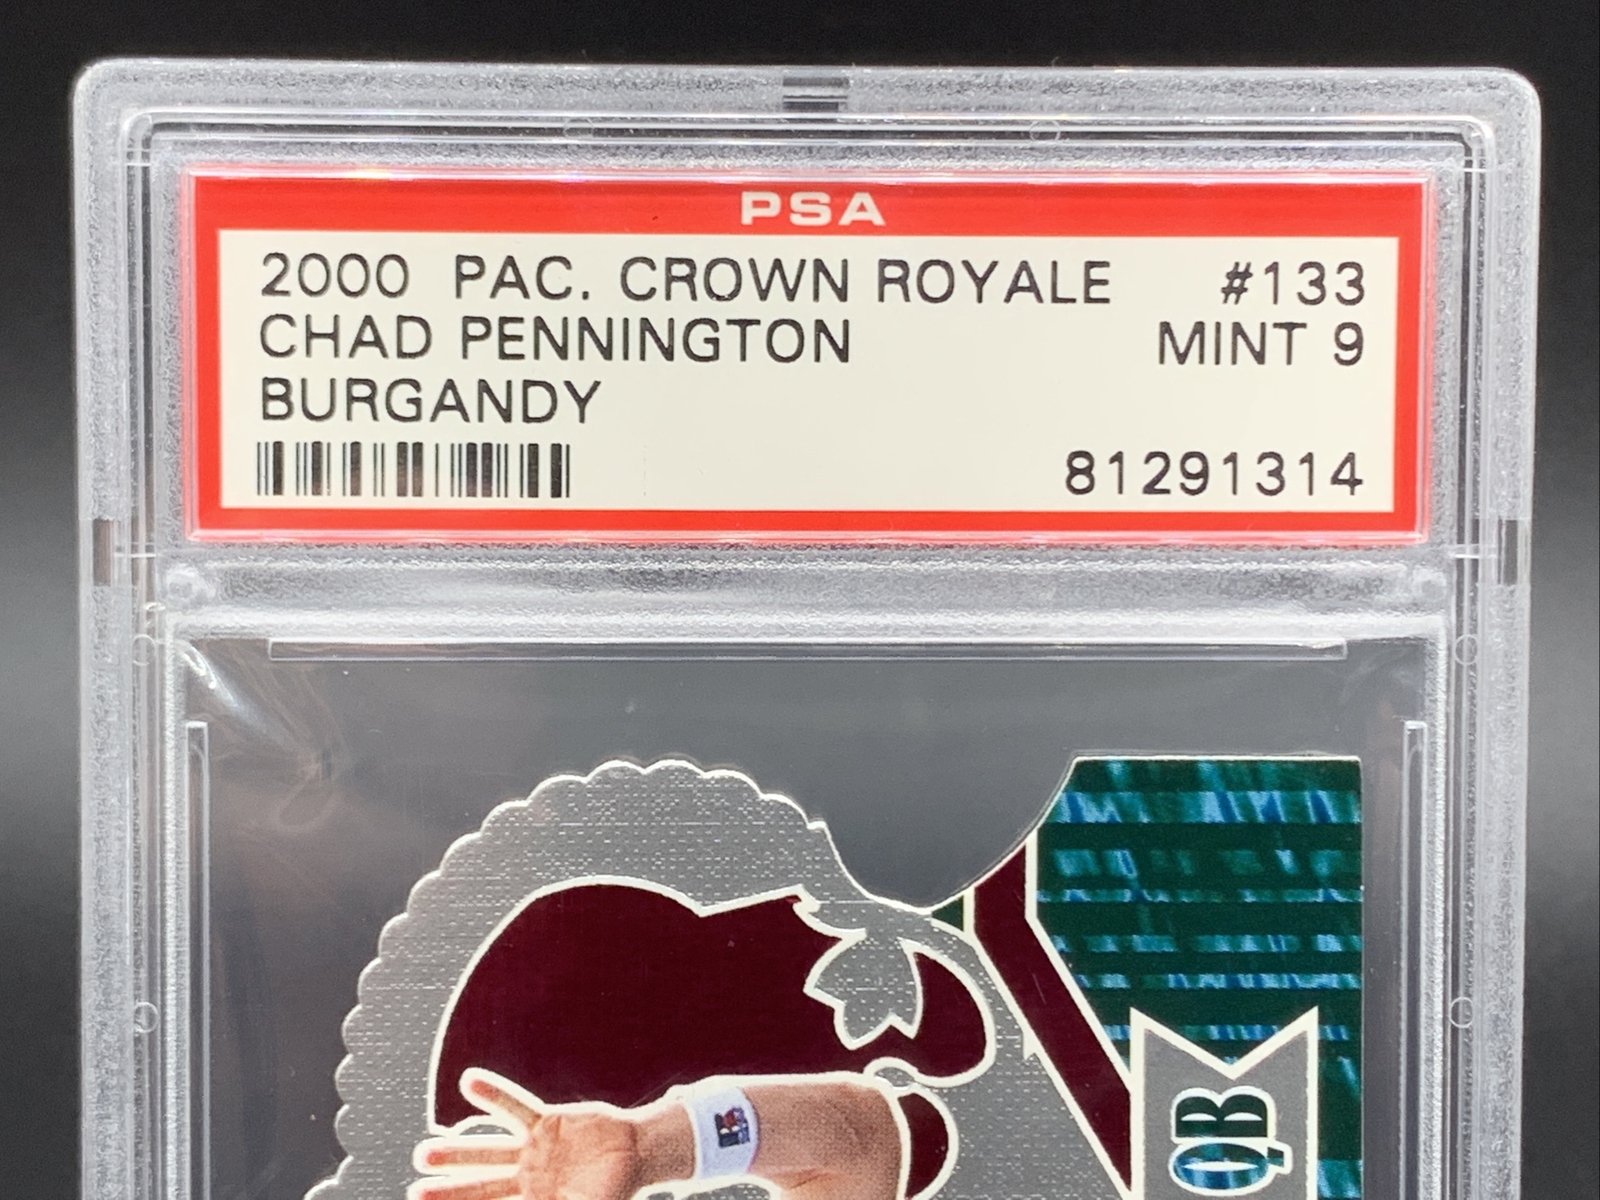 PSA
2000 PAC. CROWN ROYALE #133
CHAD PENNINGTON MINT 9
BURGANDY
81291314
QB